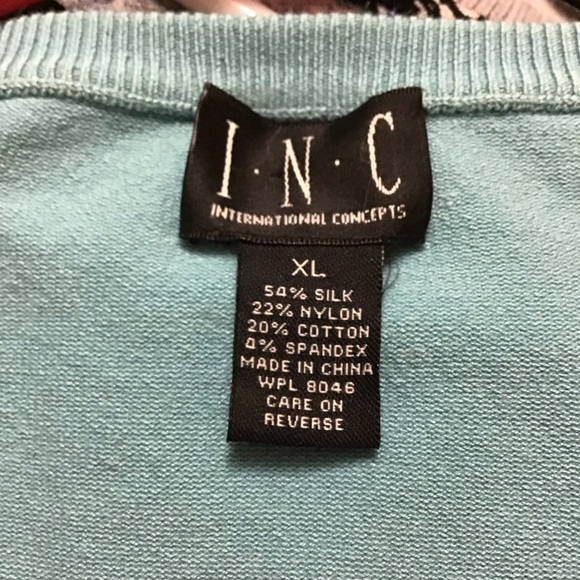 I·N·C
INTERNATIONAL CONCEPTS
XL
54% SILK
22% NYLON
20% COTTON
4% SPANDEX
MADE IN CHINA
WPL 8046
CARE ON
REVERSE